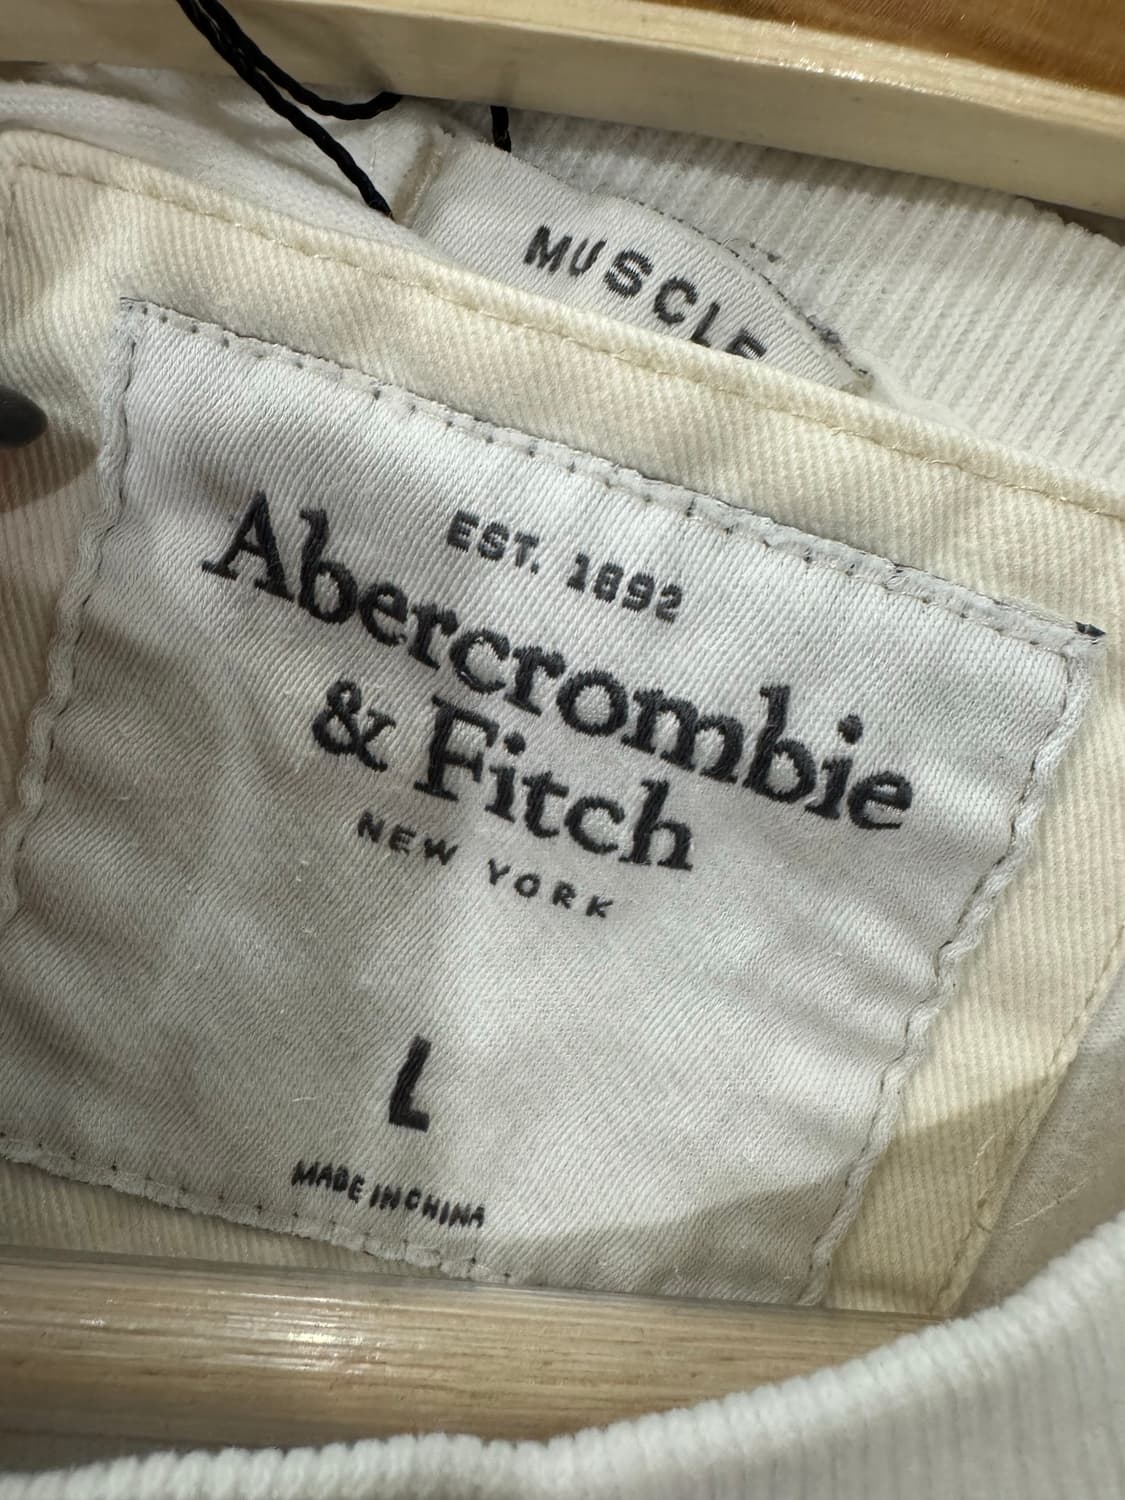 MUSCLE
EST. 1892
Abercrombie
& Fitch
NEW YORK
L
MADE IN CHINA